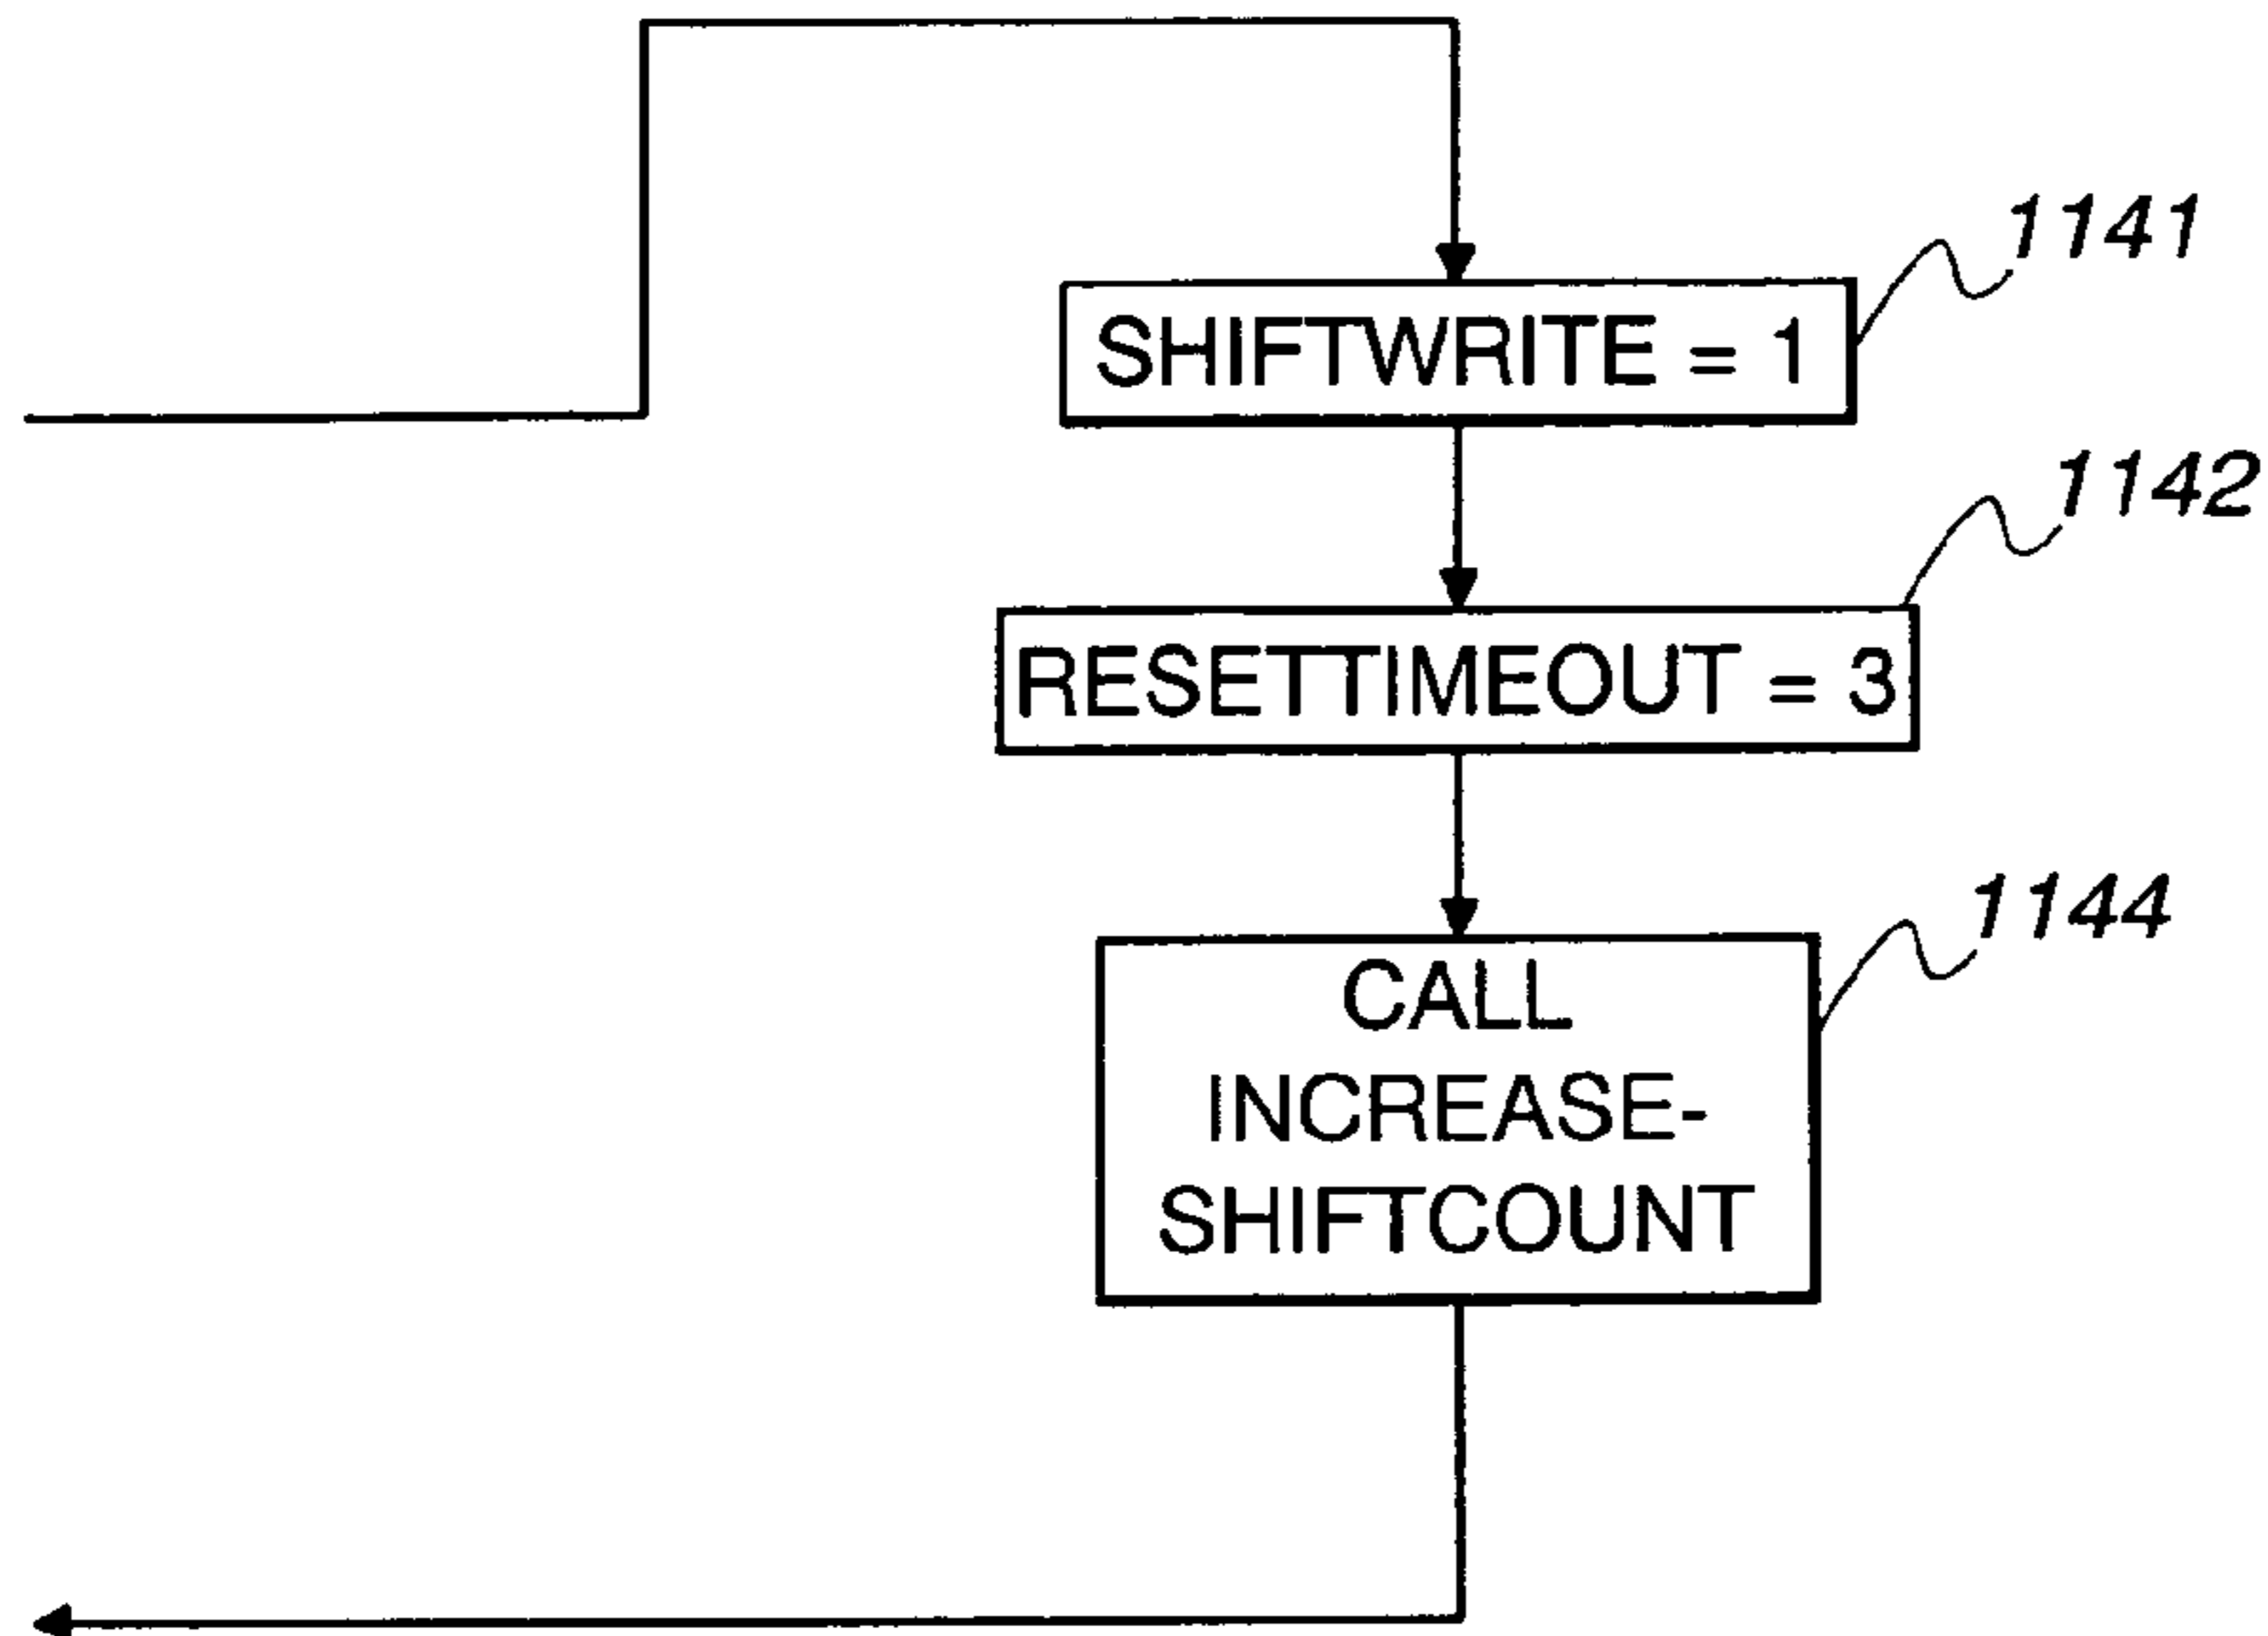 1141
SHIFTWRITE = 1
1142
RESETTIMEOUT = 3
1144
CALL
INCREASE-
SHIFTCOUNT